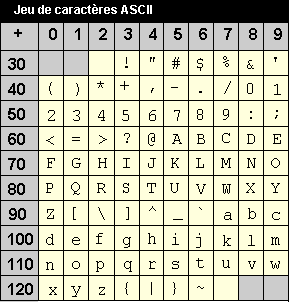 Jeu de caractères ASCII
+ 0 1 2 3 4 5 6 7 8 9
30 ! " # $ % & '
40 ( ) * + , - . / 0 1
50 2 3 4 5 6 7 8 9 : ;
60 < = > ? @ A B C D E
70 F G H I J K L M N O
80 P Q R S T U V W X Y
90 Z [ \ ] ^ _ ` a b c
100 d e f g h i j k l m
110 n o p q r s t u v w
120 x y z { | } ~